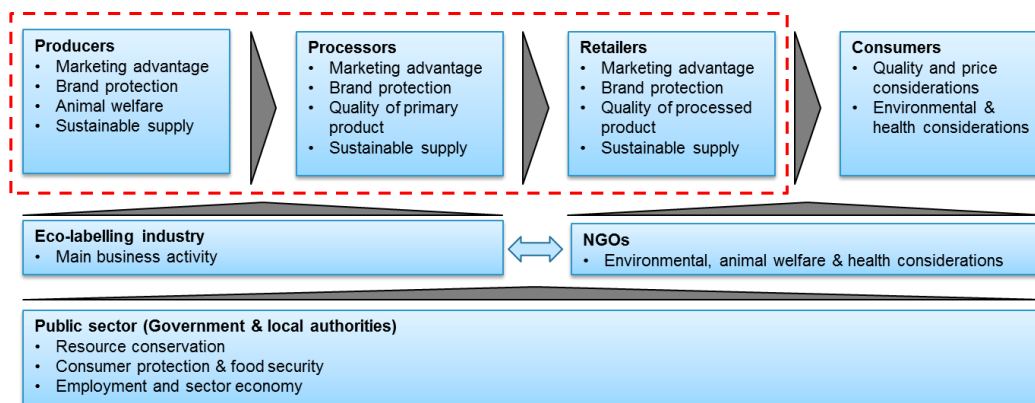 Producers
• Marketing advantage
• Brand protection
• Animal welfare
• Sustainable supply
Processors
• Marketing advantage
• Brand protection
• Quality of primary
product
• Sustainable supply
Retailers
• Marketing advantage
• Brand protection
• Quality of processed
product
• Sustainable supply
Consumers
• Quality and price
considerations
• Environmental &
health considerations
Eco-labelling industry
• Main business activity
NGOs
• Environmental, animal welfare & health considerations
Public sector (Government & local authorities)
• Resource conservation
• Consumer protection & food security
• Employment and sector economy